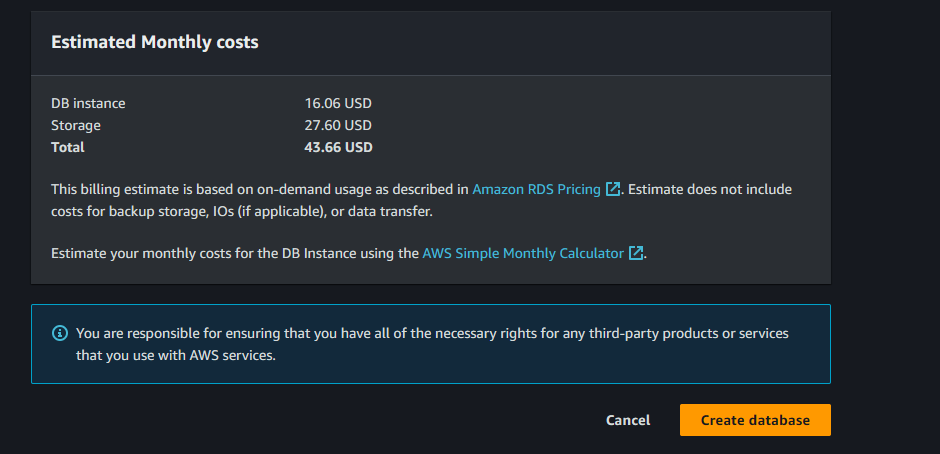 Estimated Monthly costs
DB instance 16.06 USD
Storage 27.60 USD
Total 43.66 USD
This billing estimate is based on on-demand usage as described in Amazon RDS Pricing. Estimate does not include
costs for backup storage, IOs (if applicable), or data transfer.
Estimate your monthly costs for the DB Instance using the AWS Simple Monthly Calculator.
You are responsible for ensuring that you have all of the necessary rights for any third-party products or services
that you use with AWS services.
Cancel Create database